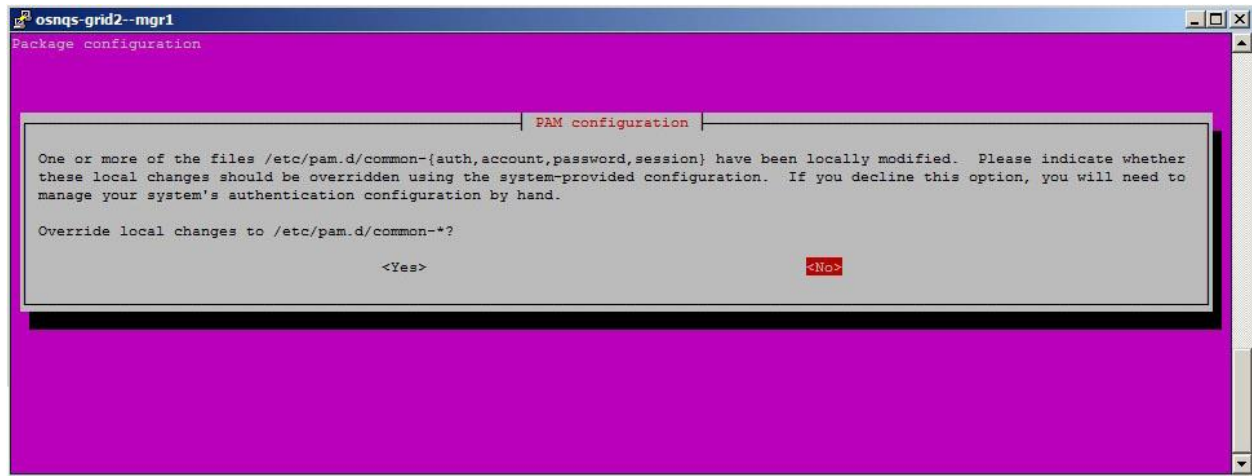 osnqs-grid2--mgr1
Package configuration
PAM configuration
One or more of the files /etc/pam.d/common-{auth,account,password,session} have been locally modified.  Please indicate whether
these local changes should be overridden using the system-provided configuration.  If you decline this option, you will need to
manage your system's authentication configuration by hand.
Override local changes to /etc/pam.d/common-*?
<Yes> <No>